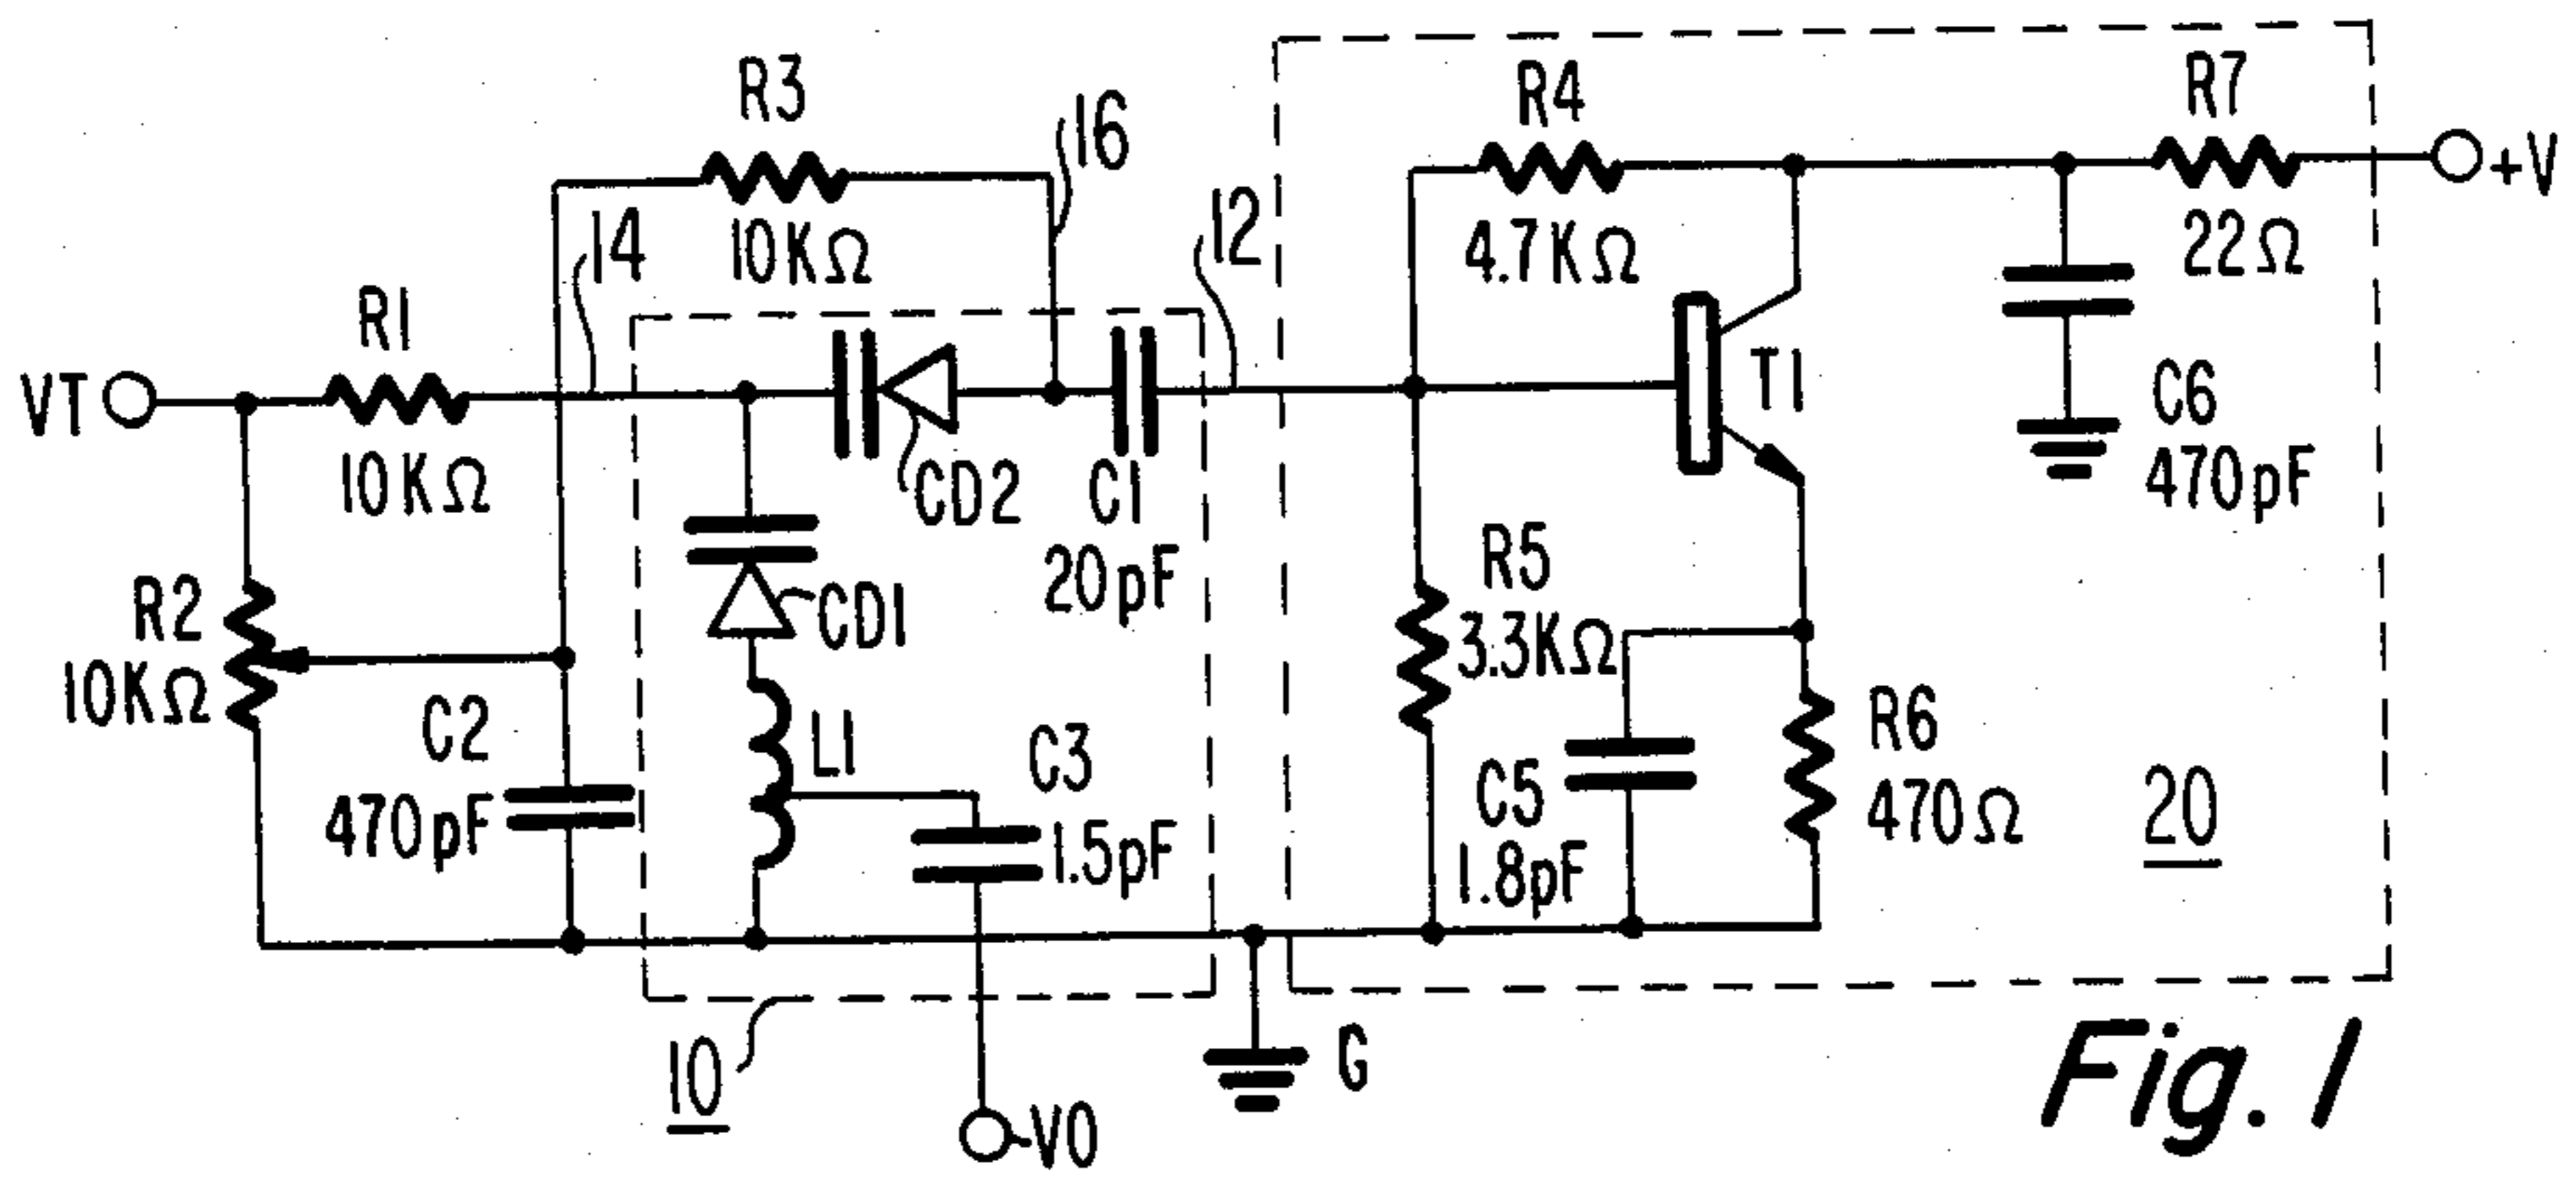 R3
10KΩ
16
14
12
R4
4.7KΩ
R7
22Ω
+V
VT
R1
10KΩ
CD2
C1
20pF
T1
C6
470pF
R2
10KΩ
CD1
R5
3.3KΩ
C2
470pF
L1
C3
1.5pF
C5
1.8pF
R6
470Ω
20
10
G
VO
Fig. 1